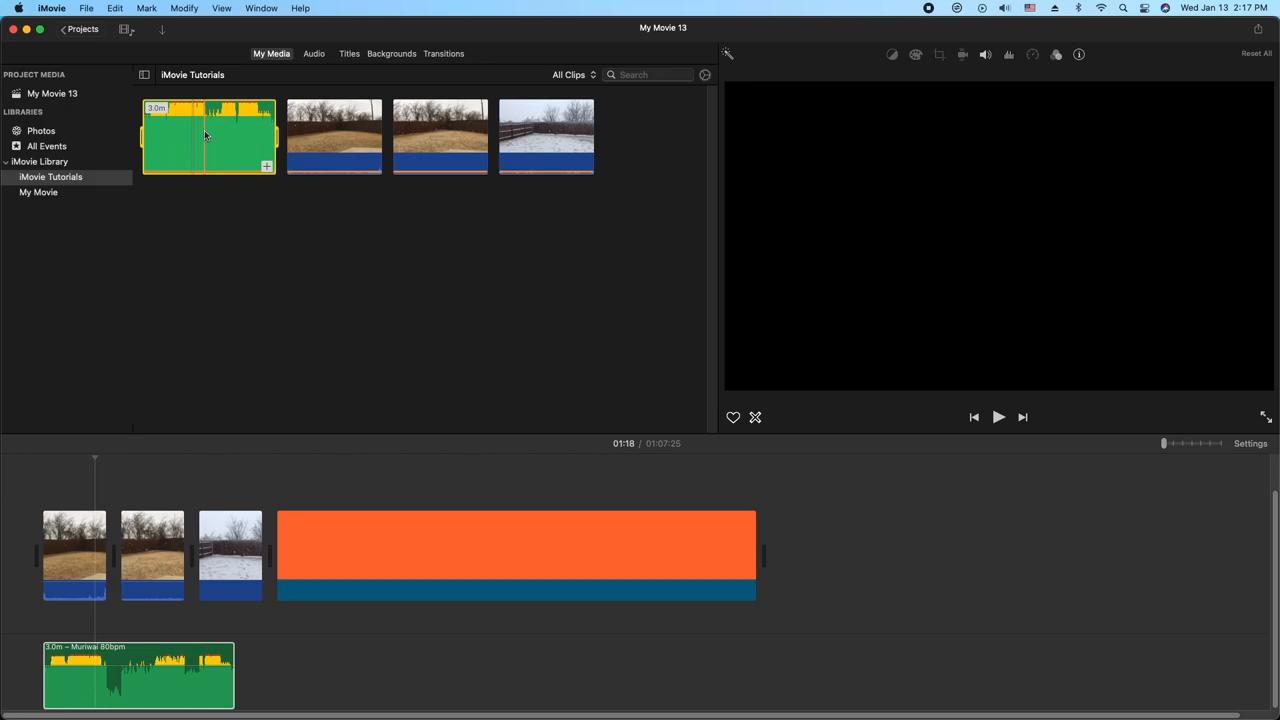 iMovie File Edit Mark Modify View Window Help Wed Jan 13 2:17 PM
Projects My Movie 13
My Media Audio Titles Backgrounds Transitions Reset All
PROJECT MEDIA iMovie Tutorials All Clips Search
My Movie 13
LIBRARIES
Photos
All Events
iMovie Library
iMovie Tutorials
My Movie
3.0m
01:18 / 01:07:25 Settings
3.0m – Muriwai 80bpm